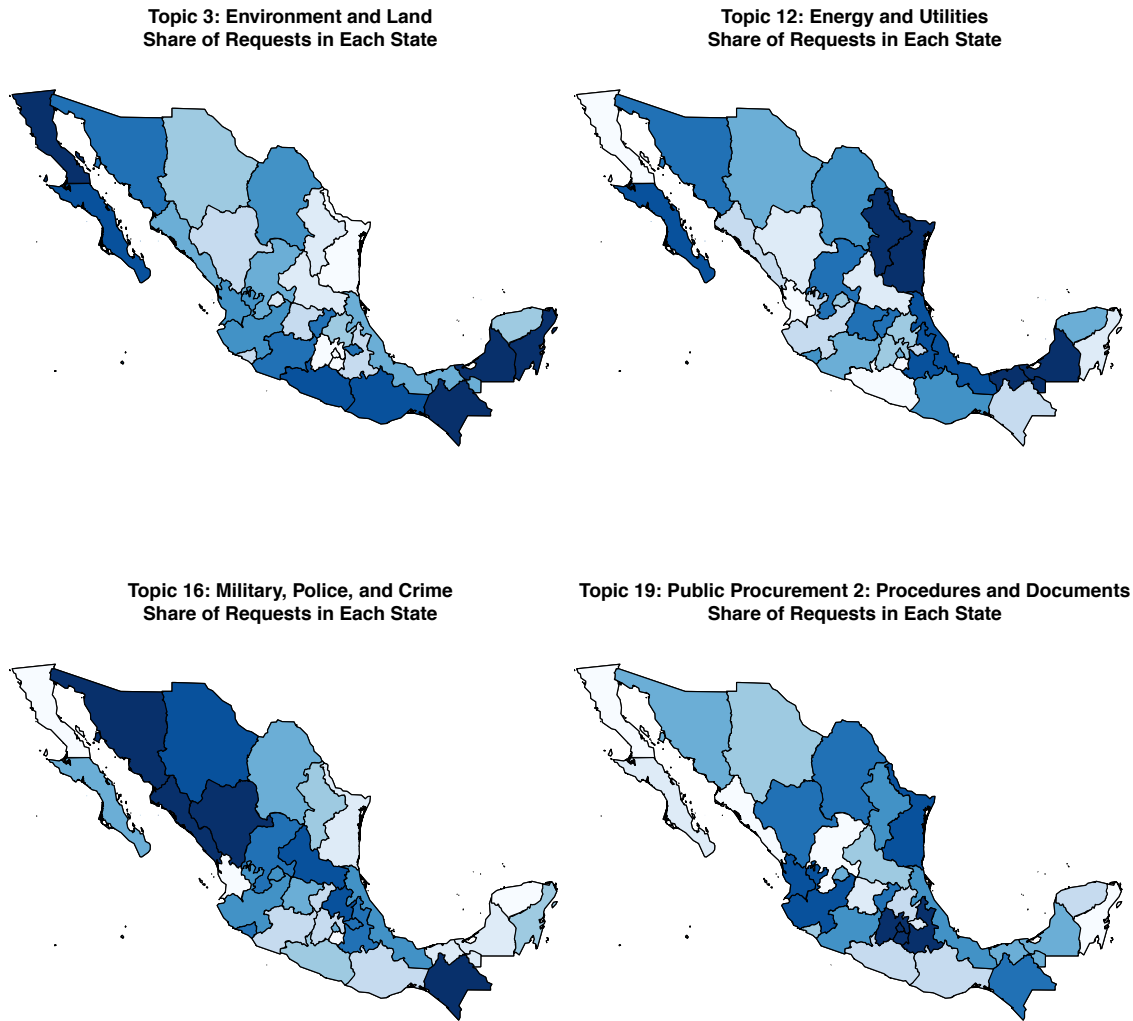 Topic 3: Environment and Land
Share of Requests in Each State
Topic 12: Energy and Utilities
Share of Requests in Each State
Topic 16: Military, Police, and Crime
Share of Requests in Each State
Topic 19: Public Procurement 2: Procedures and Documents
Share of Requests in Each State